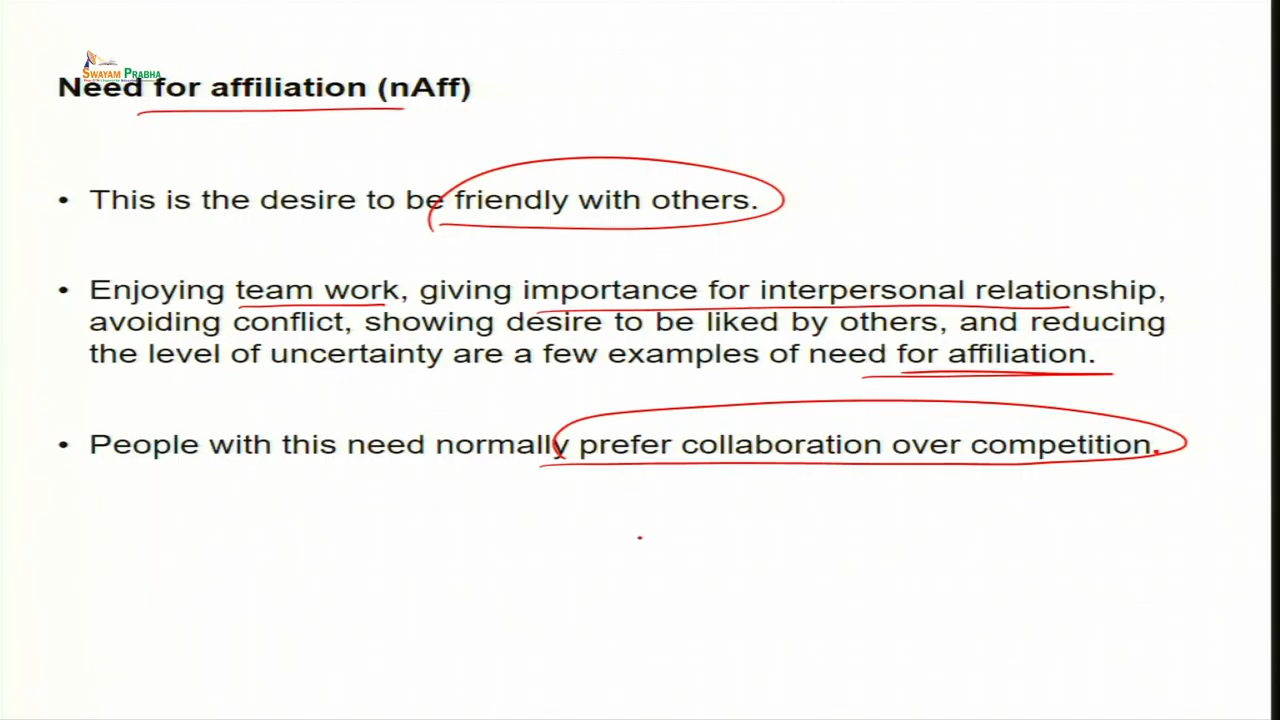 SWAYAM PRABHA
Need for affiliation (nAff)
• This is the desire to be friendly with others.
• Enjoying team work, giving importance for interpersonal relationship,
avoiding conflict, showing desire to be liked by others, and reducing
the level of uncertainty are a few examples of need for affiliation.
• People with this need normally prefer collaboration over competition.